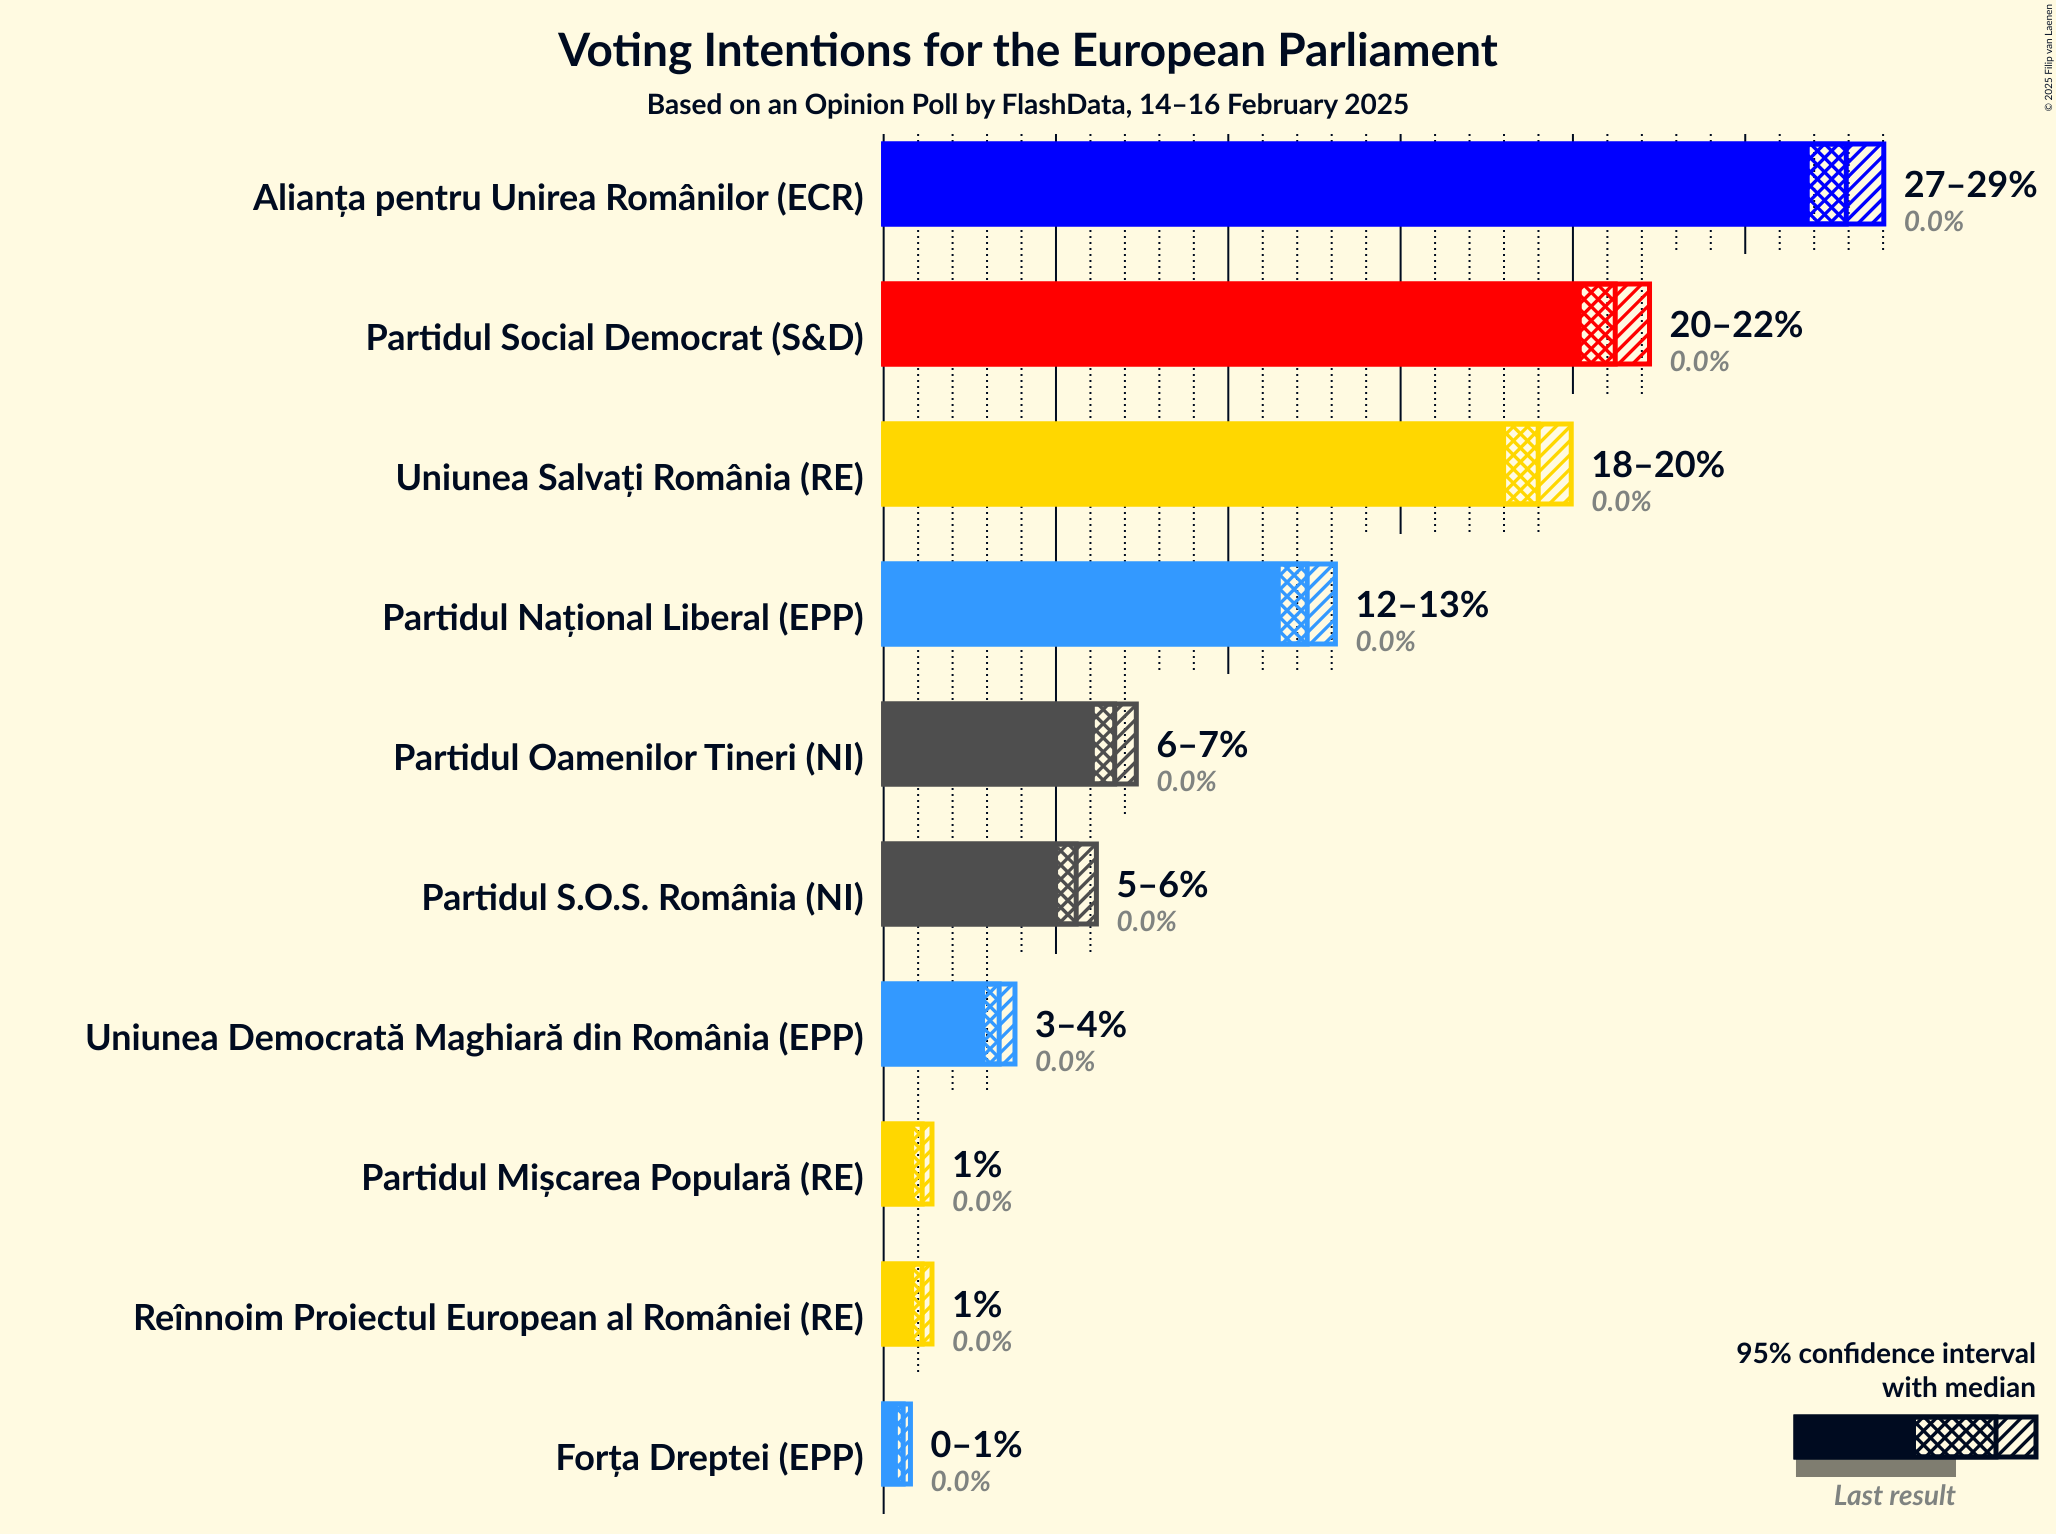 Voting Intentions for the European Parliament
Based on an Opinion Poll by FlashData, 14–16 February 2025
© 2025 Filip van Laenen
Alianța pentru Unirea Românilor (ECR)
27–29%
0.0%
Partidul Social Democrat (S&D)
20–22%
0.0%
Uniunea Salvați România (RE)
18–20%
0.0%
Partidul Național Liberal (EPP)
12–13%
0.0%
Partidul Oamenilor Tineri (NI)
6–7%
0.0%
Partidul S.O.S. România (NI)
5–6%
0.0%
Uniunea Democrată Maghiară din România (EPP)
3–4%
0.0%
Partidul Mișcarea Populară (RE)
1%
0.0%
Reînnoim Proiectul European al României (RE)
1%
0.0%
Forța Dreptei (EPP)
0–1%
0.0%
95% confidence interval
with median
Last result